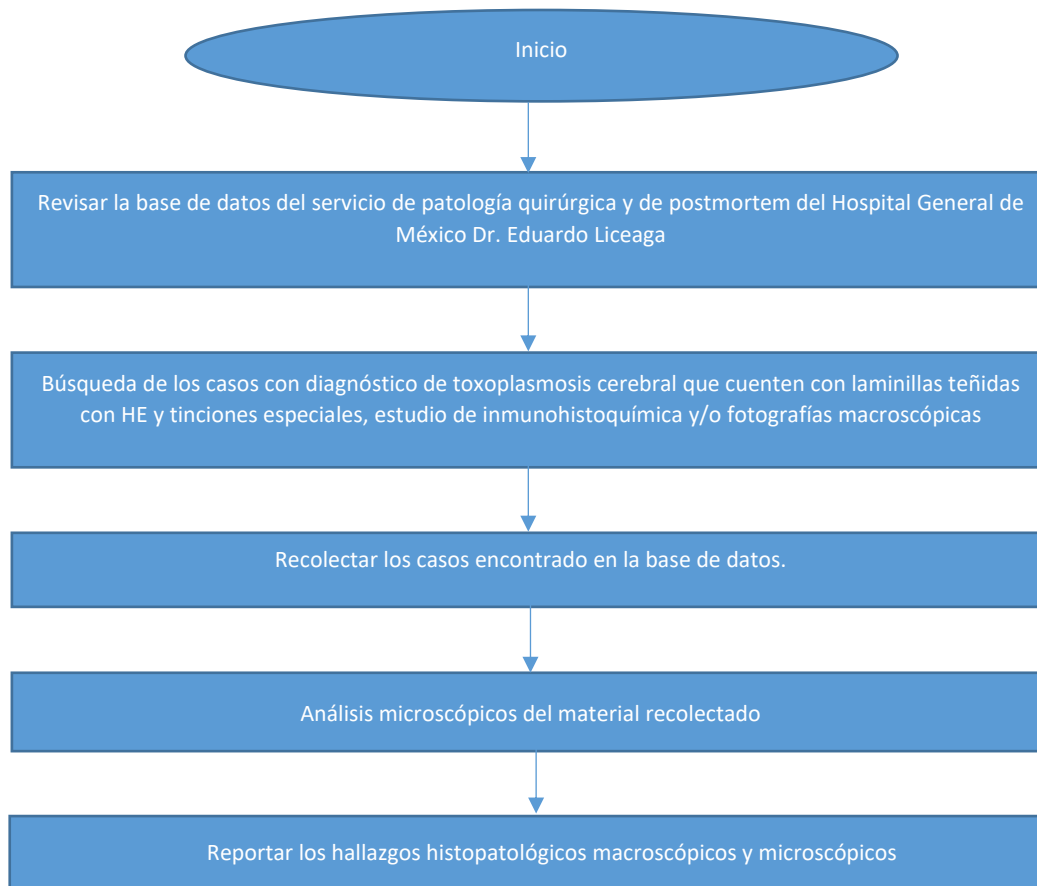 Inicio
Revisar la base de datos del servicio de patología quirúrgica y de postmortem del Hospital General de
México Dr. Eduardo Liceaga
Búsqueda de los casos con diagnóstico de toxoplasmosis cerebral que cuenten con laminillas teñidas
con HE y tinciones especiales, estudio de inmunohistoquímica y/o fotografías macroscópicas
Recolectar los casos encontrado en la base de datos.
Análisis microscópicos del material recolectado
Reportar los hallazgos histopatológicos macroscópicos y microscópicos